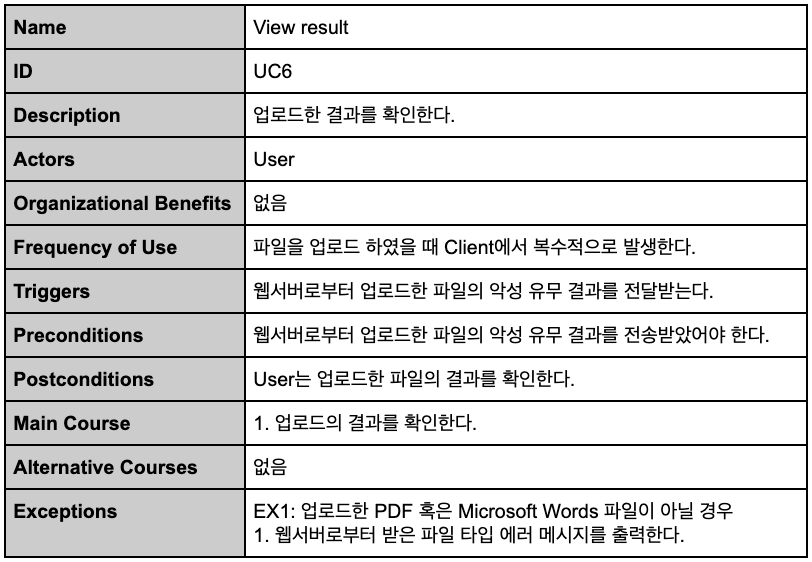 Name View result
ID UC6
Description 업로드한 결과를 확인한다.
Actors User
Organizational Benefits 없음
Frequency of Use 파일을 업로드 하였을 때 Client에서 복수적으로 발생한다.
Triggers 웹서버로부터 업로드한 파일의 악성 유무 결과를 전달받는다.
Preconditions 웹서버로부터 업로드한 파일의 악성 유무 결과를 전송받았어야 한다.
Postconditions User는 업로드한 파일의 결과를 확인한다.
Main Course 1. 업로드의 결과를 확인한다.
Alternative Courses 없음
Exceptions EX1: 업로드한 PDF 혹은 Microsoft Words 파일이 아닐 경우
1. 웹서버로부터 받은 파일 타입 에러 메시지를 출력한다.